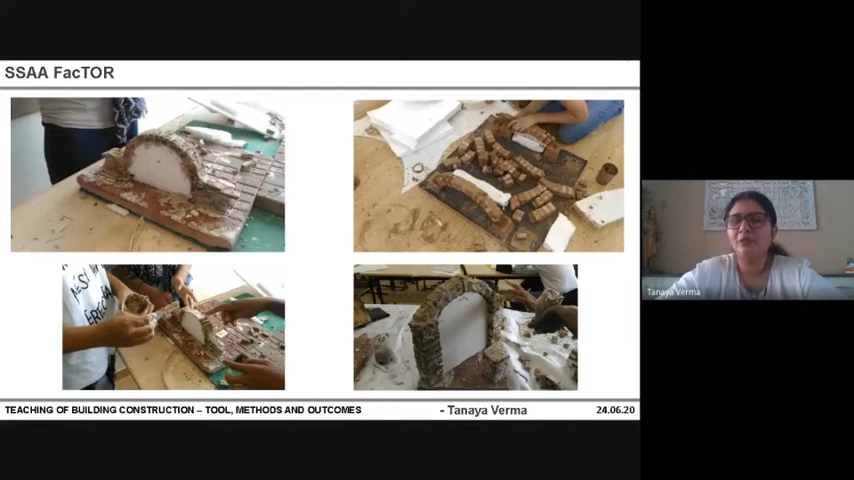 SSAA FacTOR
TEACHING OF BUILDING CONSTRUCTION – TOOL, METHODS AND OUTCOMES
- Tanaya Verma
24.06.20
Tanaya Verma